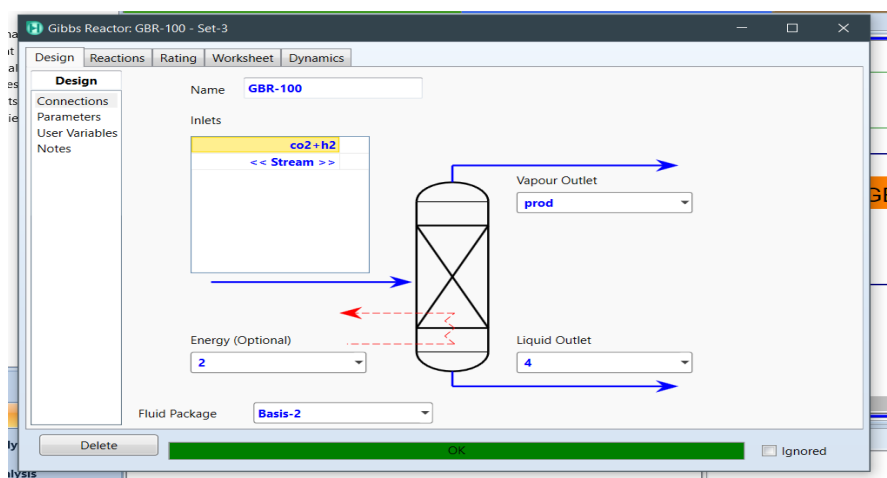 Gibbs Reactor: GBR-100 - Set-3
Design Reactions Rating Worksheet Dynamics
Design
Connections
Parameters
User Variables
Notes
Name GBR-100
Inlets
co2+h2
<< Stream >>
Vapour Outlet
prod
Energy (Optional)
2
Liquid Outlet
4
Fluid Package Basis-2
Delete
OK
Ignored